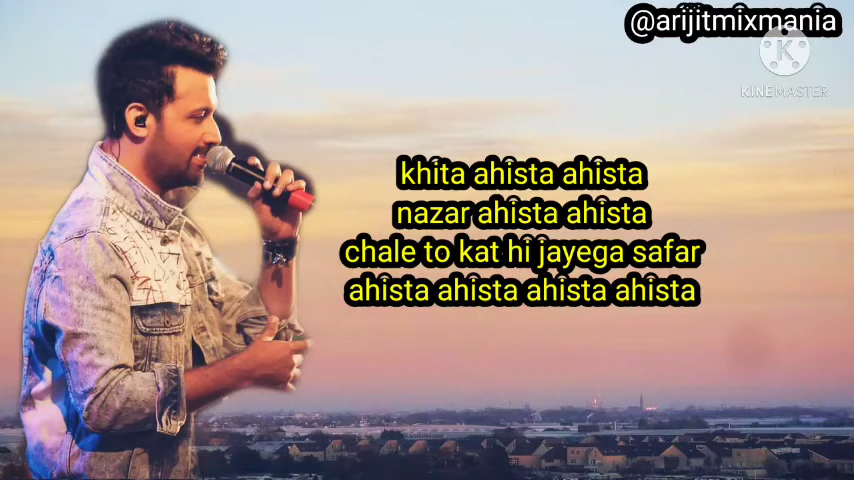 @arijitmixmania
K
KINEMASTER
khita ahista ahista
nazar ahista ahista
chale to kat hi jayega safar
ahista ahista ahista ahista